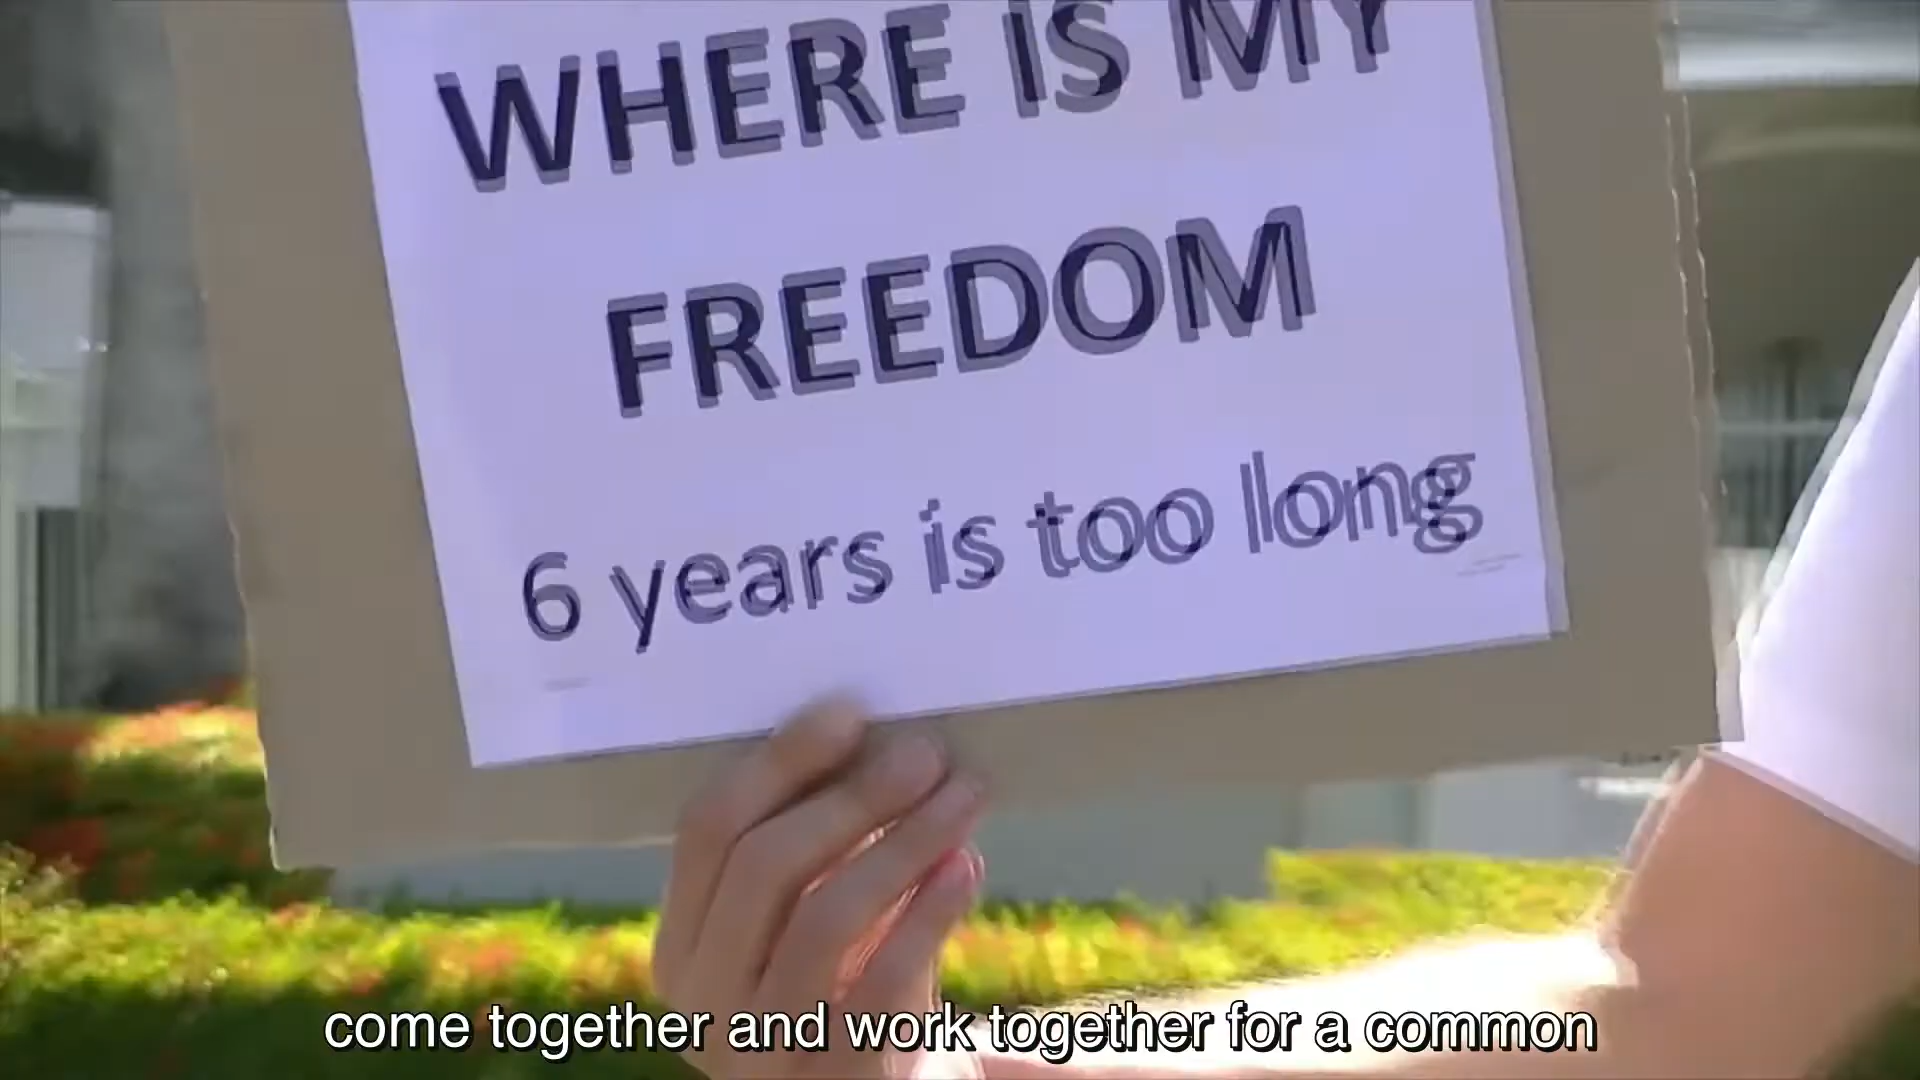 WHERE IS MY
FREEDOM
6 years is too long
come together and work together for a common